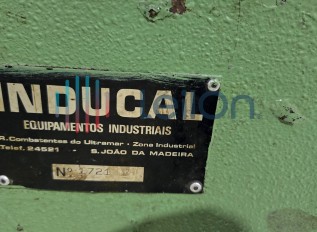 INDUCAL
EQUIPAMENTOS INDUSTRIAIS
R. Combatentes do Ultramar - Zona Industrial
Telef. 24521 - S. JOÃO DA MADEIRA
Nº 1721